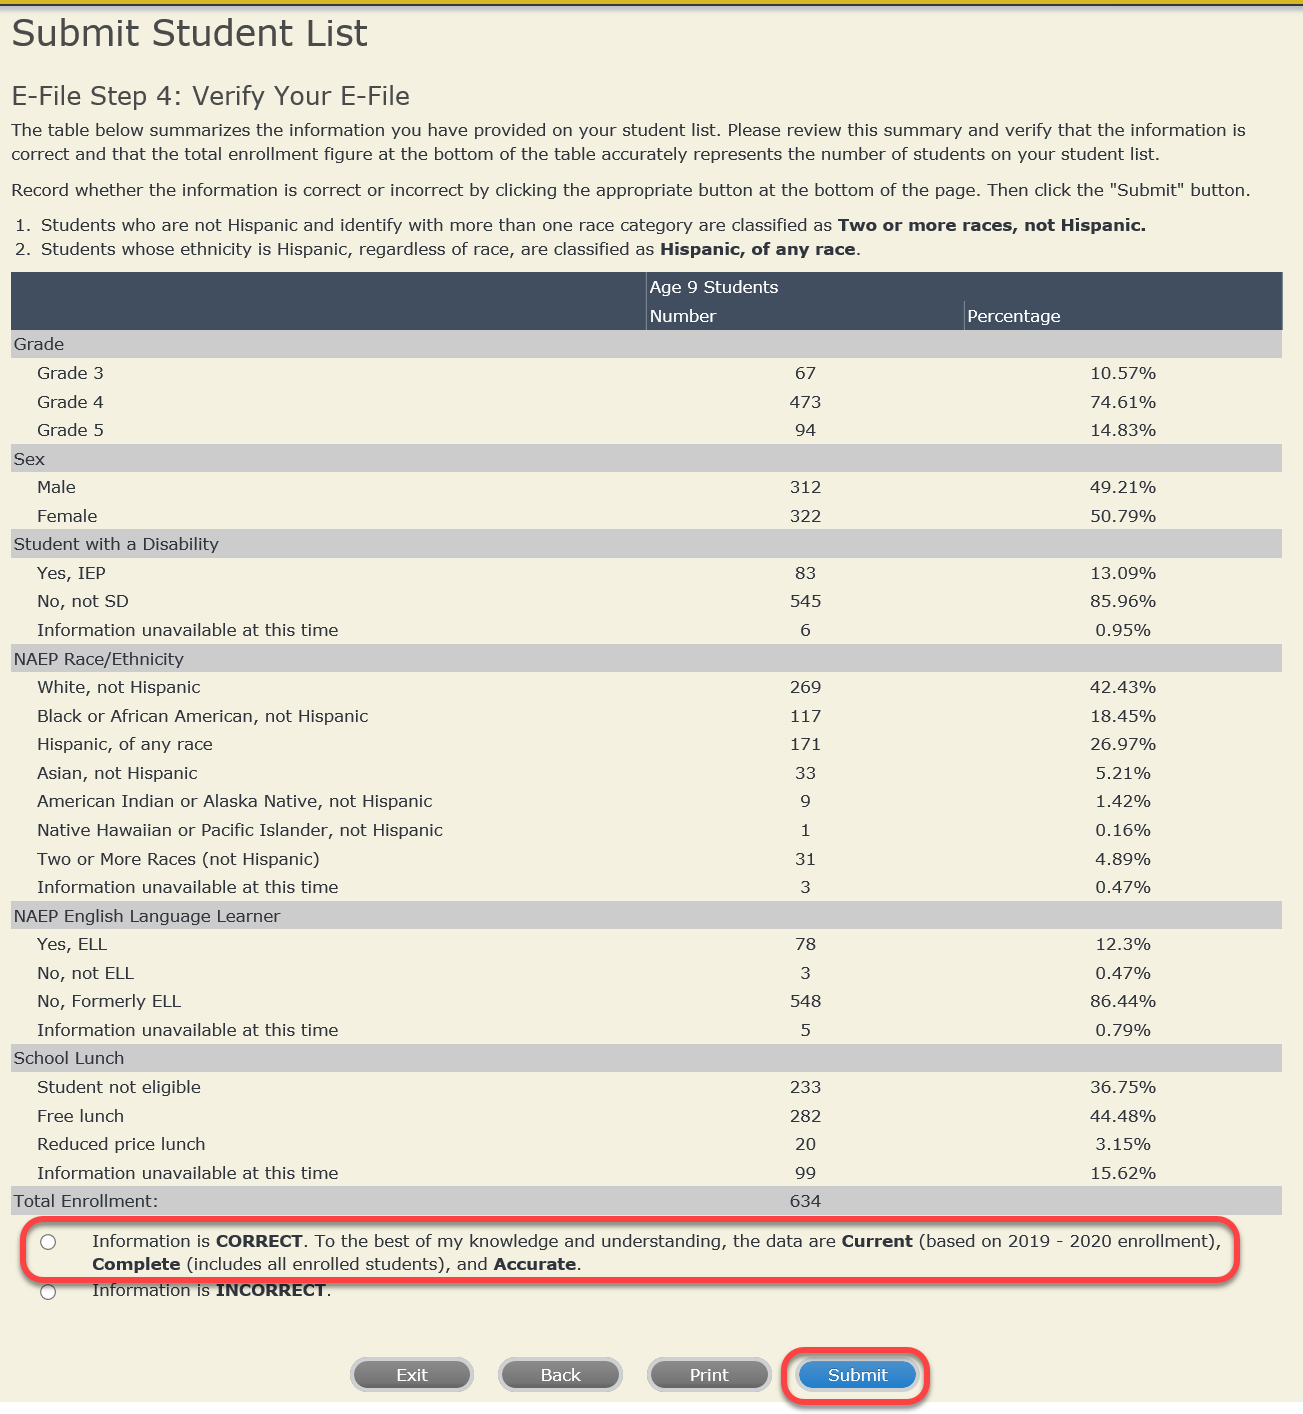 Submit Student List
E-File Step 4: Verify Your E-File
The table below summarizes the information you have provided on your student list. Please review this summary and verify that the information is
correct and that the total enrollment figure at the bottom of the table accurately represents the number of students on your student list.
Record whether the information is correct or incorrect by clicking the appropriate button at the bottom of the page. Then click the "Submit" button.
1. Students who are not Hispanic and identify with more than one race category are classified as Two or more races, not Hispanic.
2. Students whose ethnicity is Hispanic, regardless of race, are classified as Hispanic, of any race.
Age 9 Students
Number Percentage
Grade
Grade 3 67 10.57%
Grade 4 473 74.61%
Grade 5 94 14.83%
Sex
Male 312 49.21%
Female 322 50.79%
Student with a Disability
Yes, IEP 83 13.09%
No, not SD 545 85.96%
Information unavailable at this time 6 0.95%
NAEP Race/Ethnicity
White, not Hispanic 269 42.43%
Black or African American, not Hispanic 117 18.45%
Hispanic, of any race 171 26.97%
Asian, not Hispanic 33 5.21%
American Indian or Alaska Native, not Hispanic 9 1.42%
Native Hawaiian or Pacific Islander, not Hispanic 1 0.16%
Two or More Races (not Hispanic) 31 4.89%
Information unavailable at this time 3 0.47%
NAEP English Language Learner
Yes, ELL 78 12.3%
No, not ELL 3 0.47%
No, Formerly ELL 548 86.44%
Information unavailable at this time 5 0.79%
School Lunch
Student not eligible 233 36.75%
Free lunch 282 44.48%
Reduced price lunch 20 3.15%
Information unavailable at this time 99 15.62%
Total Enrollment: 634
Information is CORRECT. To the best of my knowledge and understanding, the data are Current (based on 2019 - 2020 enrollment),
Complete (includes all enrolled students), and Accurate.
Information is INCORRECT.
Exit Back Print Submit